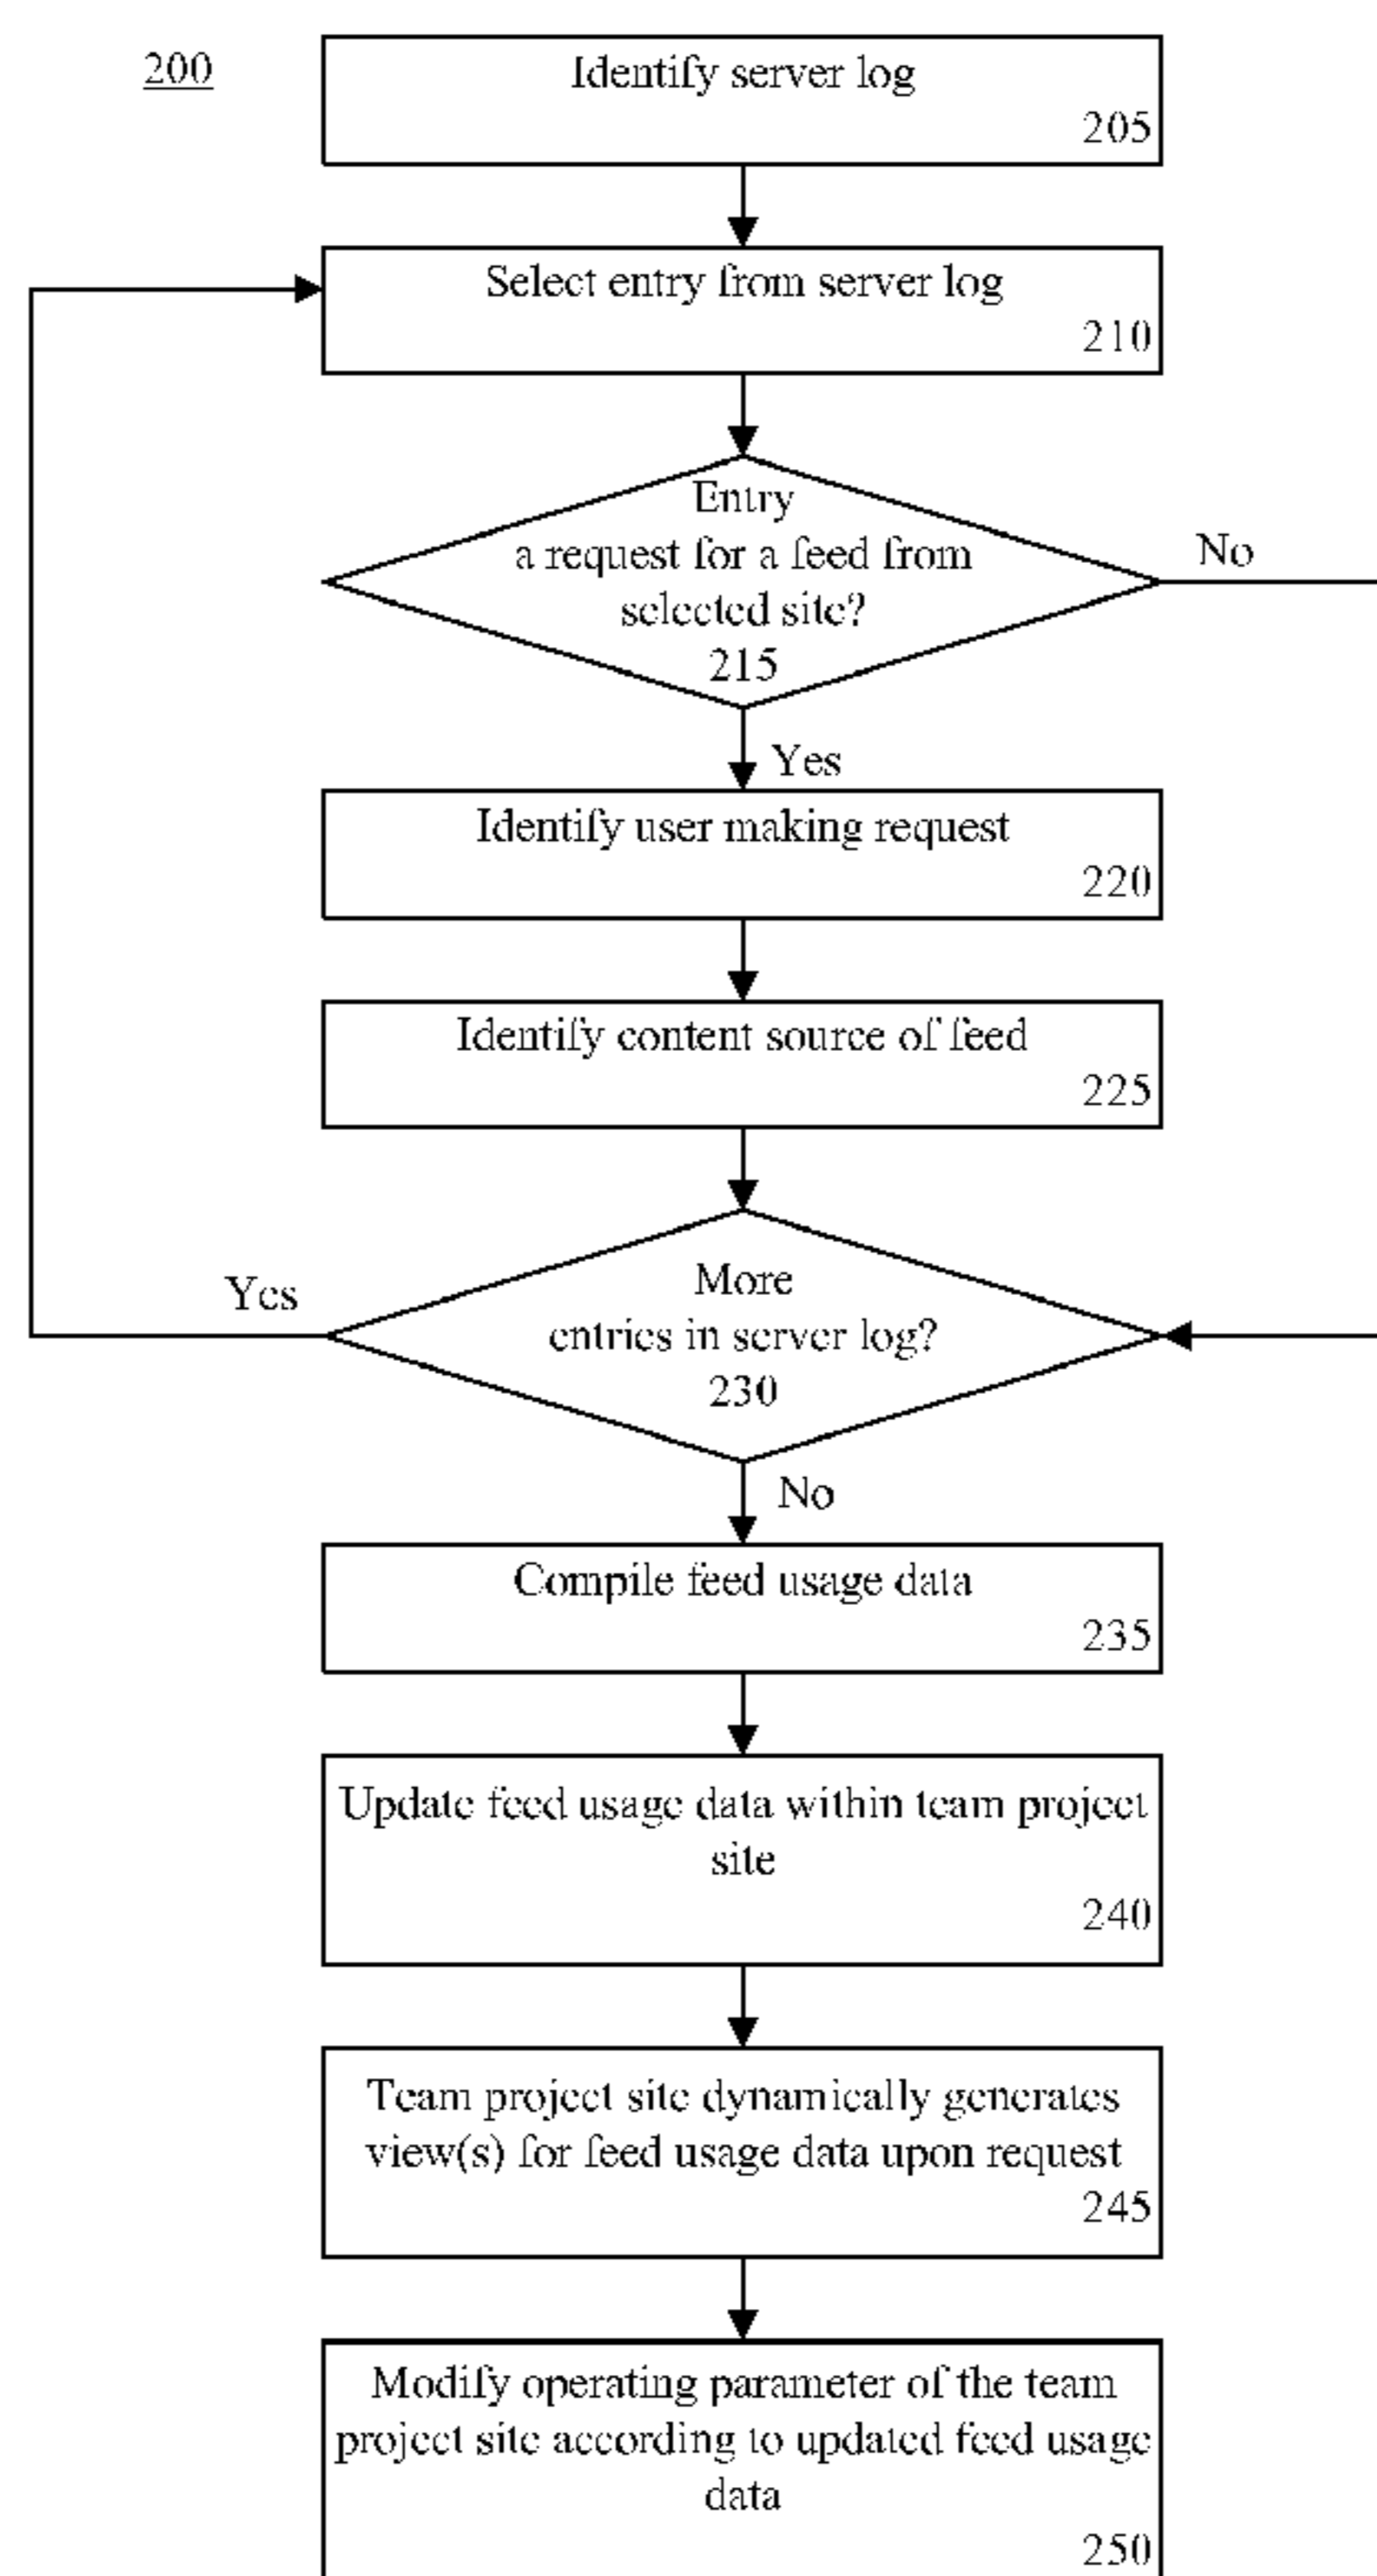 200
Identify server log
205
Select entry from server log
210
Entry
a request for a feed from
selected site?
215
No
Yes
Identify user making request
220
Identify content source of feed
225
More
entries in server log?
230
Yes
No
Compile feed usage data
235
Update feed usage data within team project
site
240
Team project site dynamically generates
view(s) for feed usage data upon request
245
Modify operating parameter of the team
project site according to updated feed usage
data
250